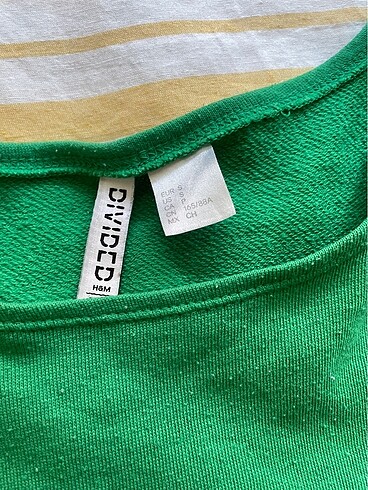 DIVIDED
H&M
EUR S
US S
CA P
CN 165/88A
MX CH